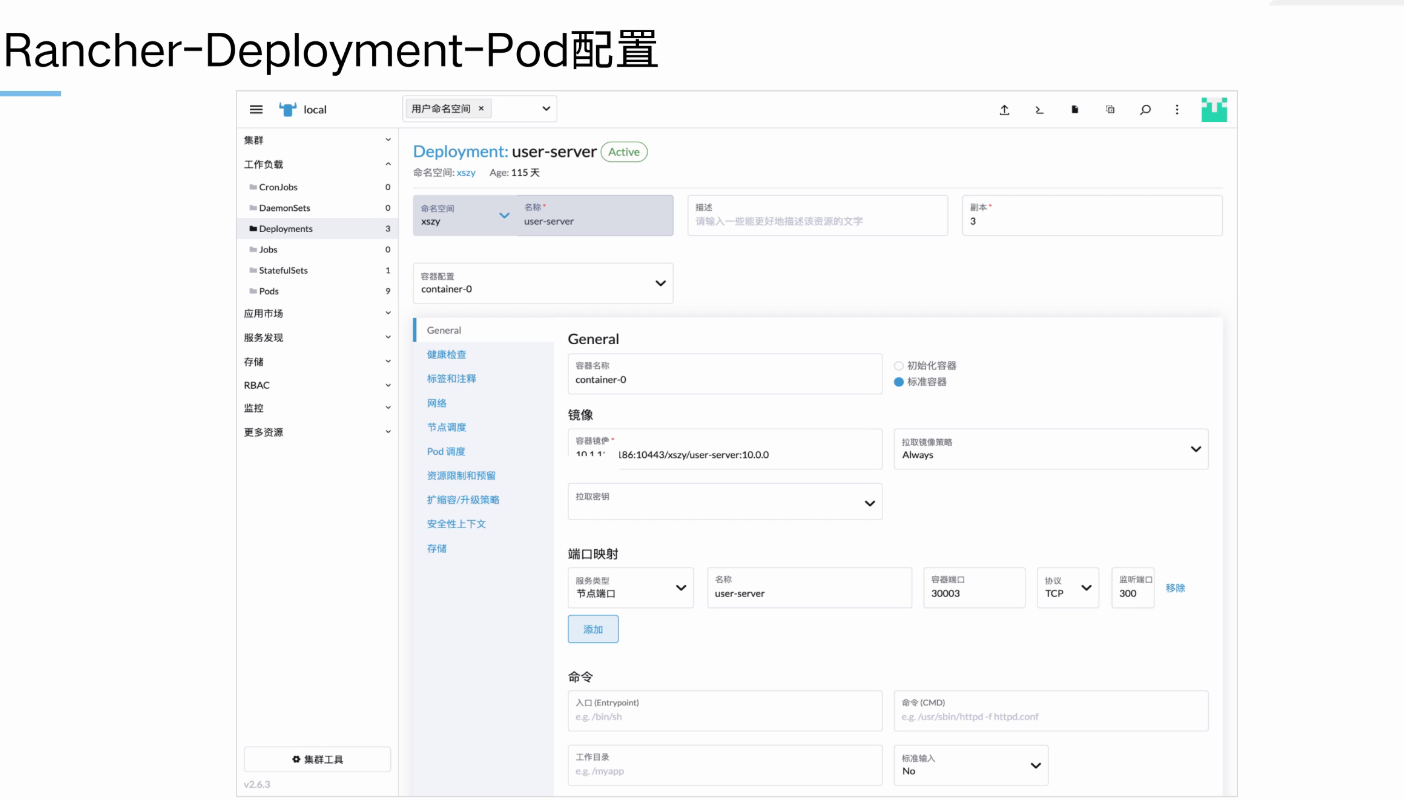 Rancher-Deployment-Pod配置
local
用户命名空间 ×
集群
工作负载
CronJobs 0
DaemonSets 0
Deployments 3
Jobs 0
StatefulSets 1
Pods 9
应用市场
服务发现
存储
RBAC
监控
更多资源
集群工具
v2.6.3
Deployment: user-server Active
命名空间: xszy Age: 115 天
命名空间
xszy
名称 *
user-server
描述
请输入一些能更好地描述该资源的文字
副本 *
3
容器配置
container-0
General
健康检查
标签和注释
网络
节点调度
Pod 调度
资源限制和预留
扩缩容/升级策略
安全性上下文
存储
General
容器名称
container-0
初始化容器
标准容器
镜像
容器镜像 *
186:10443/xszy/user-server:10.0.0
拉取镜像策略
Always
拉取密钥
端口映射
服务类型
节点端口
名称
user-server
容器端口
30003
协议
TCP
监听端口
300
移除
添加
命令
入口 (Entrypoint)
e.g. /bin/sh
命令 (CMD)
e.g. /usr/sbin/httpd -f httpd.conf
工作目录
e.g. /myapp
标准输入
No